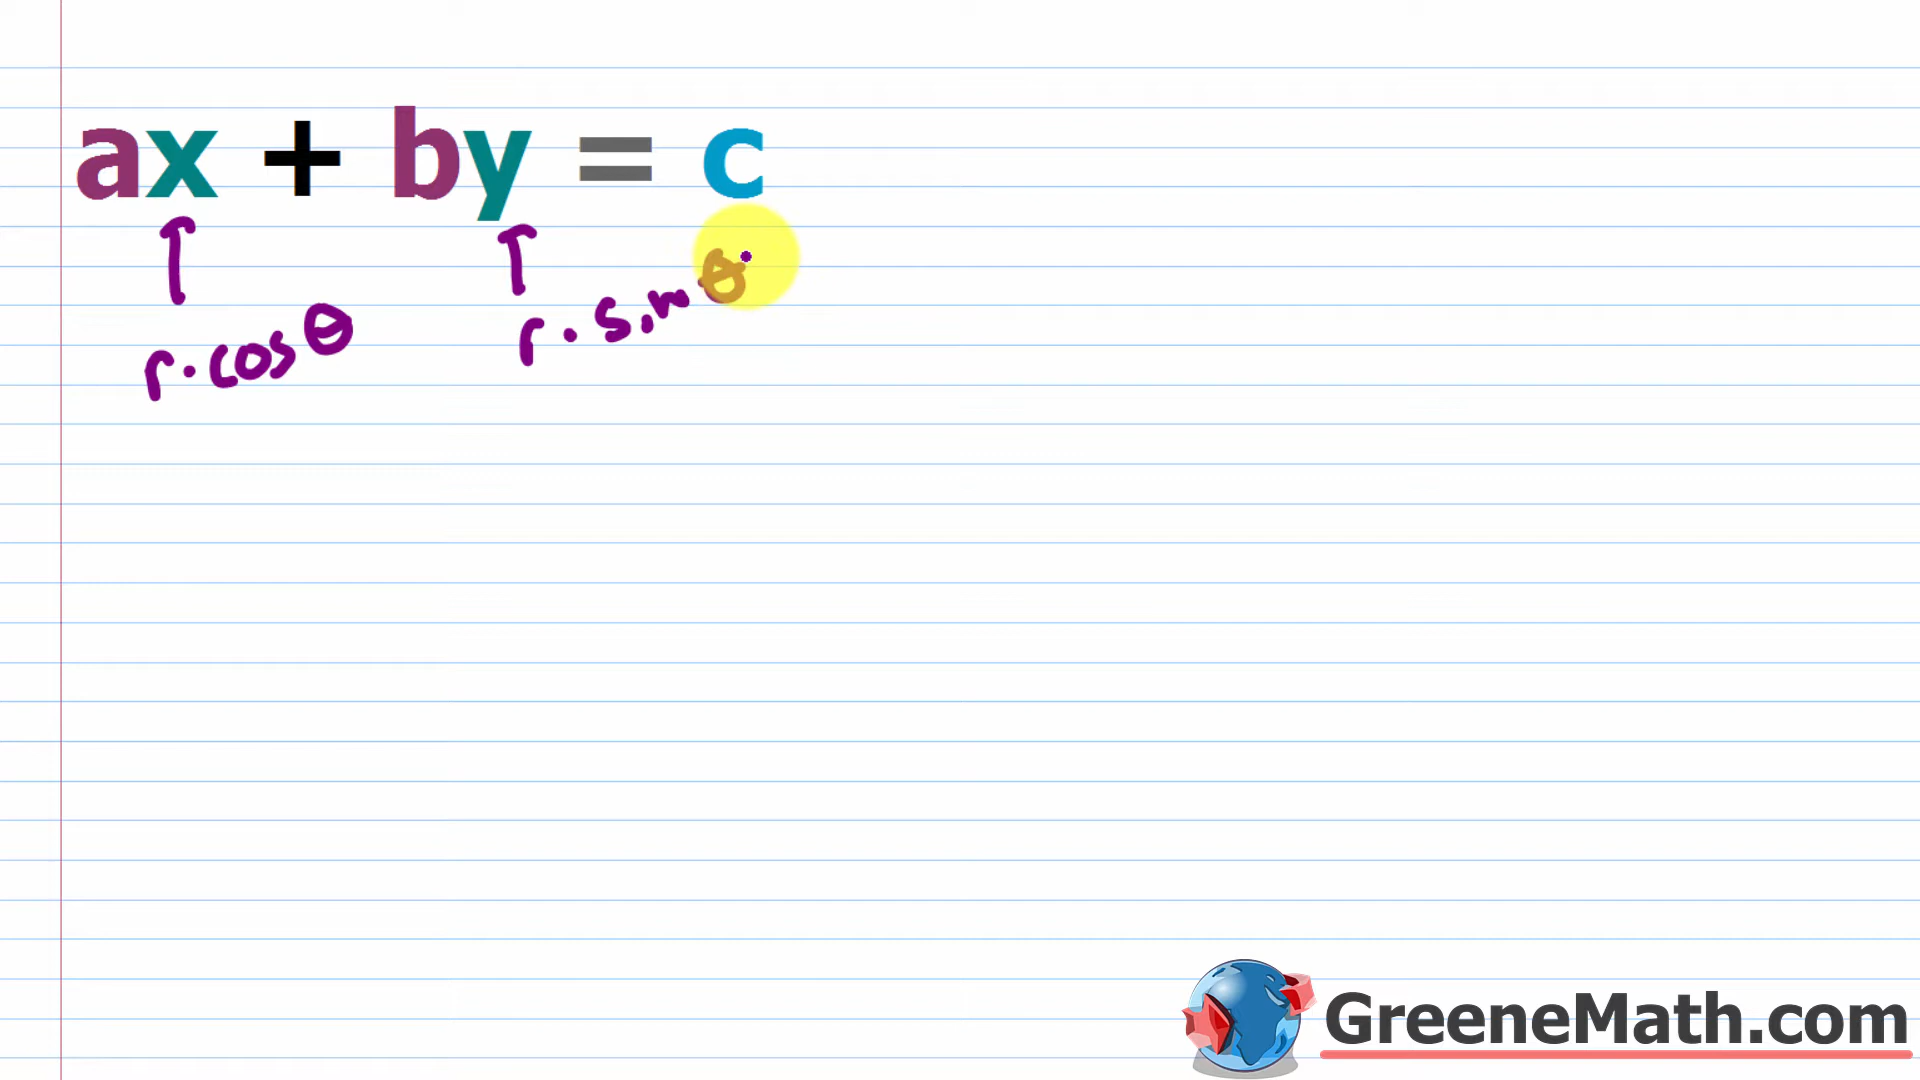 ax + by = c
r · cos θ
r · sin θ
GreeneMath.com